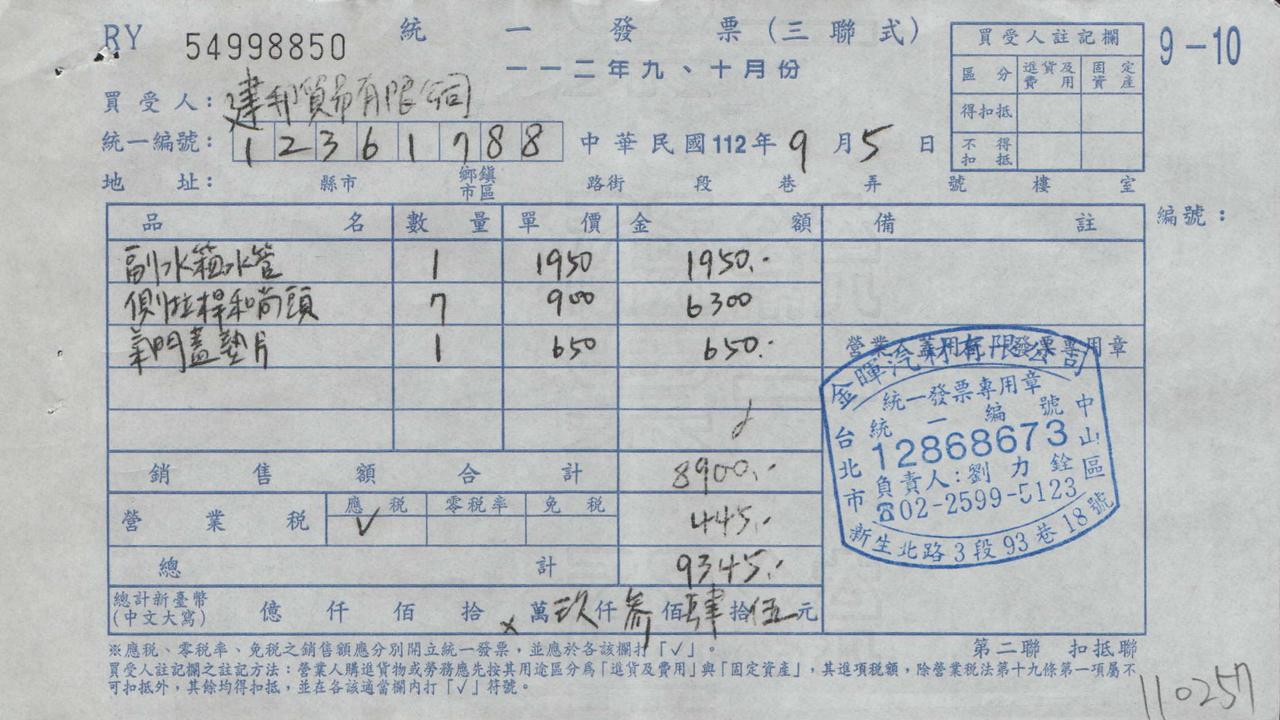 RY 54998850 統一發票(三聯式)
一一二年九、十月份
9-10
買受人註記欄
區分 進貨及費用 固定資產
得扣抵
不得扣抵
買受人: 建邦貿易有限公司
統一編號: 1 2 3 6 1 7 8 8 中華民國112年9月5日
地址: 縣市 鄉鎮市區 路街 段 巷 弄 號 樓 室
編號:
品名 數量 單價 金額 備註
副水箱水管 1 1950 1950.-
側拉桿和尚頭 7 900 6300
氣門蓋墊片 1 650 650.-
營業人蓋用統一發票專用章
金暉汽材有限公司
統一發票專用章
統一編號
12868673
負責人:劉力銓
☎02-2599-5123
台北市 中山區
新生北路3段93巷18號
銷售額合計 8900.-
營業稅 應稅 √ 零稅率 免稅 445.-
總計 9345.-
總計新臺幣(中文大寫) 億 仟 佰 拾 x 萬 玖 仟 參 佰 肆 拾 伍 元
※應稅、零稅率、免稅之銷售額應分別開立統一發票,並應於各該欄打「√」。
第二聯 扣抵聯
買受人註記欄之註記方法:營業人購進貨物或勞務應先按其用途區分為「進貨及費用」與「固定資產」,其進項稅額,除營業稅法第十九條第一項屬不
可扣抵外,其餘均得扣抵,並在各該適當欄內打「√」符號。
110257